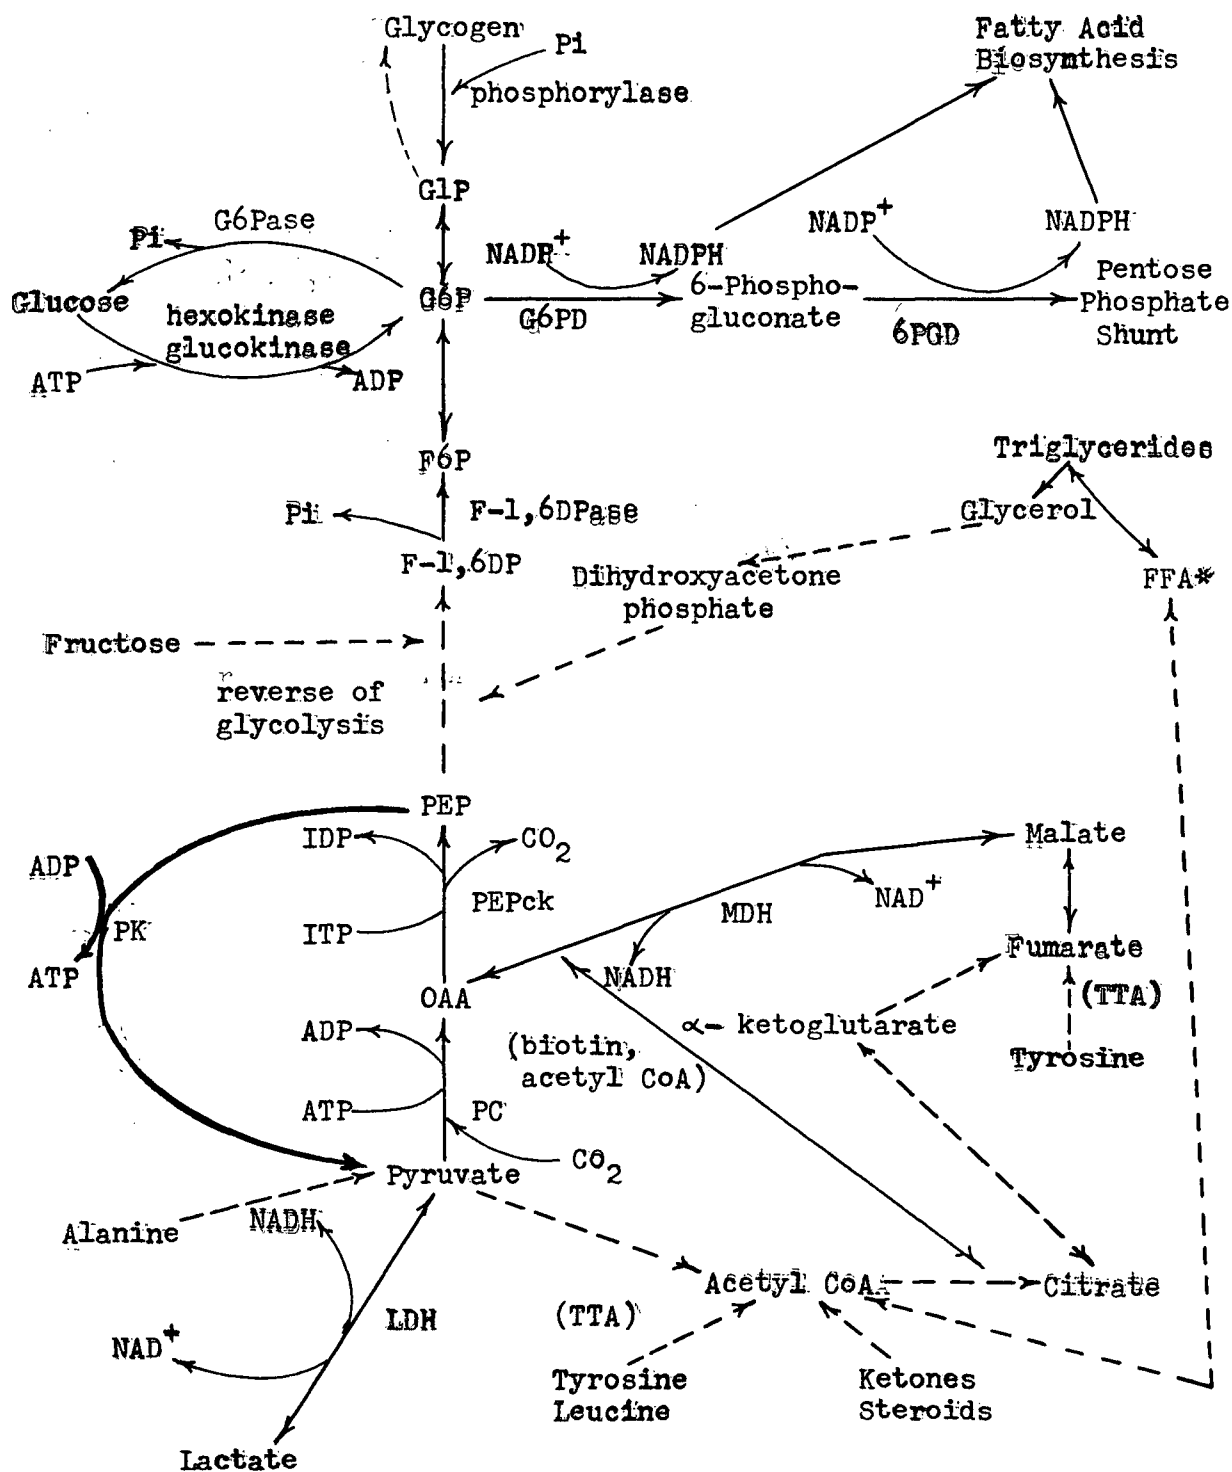 Glycogen
Pi
phosphorylase
Fatty Acid
Biosynthesis
G1P
G6Pase
Pi
NADP+
NADPH
NADP+
NADPH
Glucose
hexokinase
glucokinase
G6P
G6PD
6-Phospho-
gluconate
6PGD
Pentose
Phosphate
Shunt
ATP
ADP
F6P
Triglycerides
Pi
F-1,6DPase
Glycerol
F-1,6DP
Dihydroxyacetone
phosphate
FFA*
Fructose
reverse of
glycolysis
PEP
IDP
CO2
Malate
ADP
PEPck
NAD+
MDH
PK
ITP
Fumarate
ATP
NADH
OAA
(TTA)
ADP
α- ketoglutarate
(biotin,
acetyl CoA)
Tyrosine
ATP
PC
CO2
Pyruvate
Alanine
NADH
Acetyl CoA
Citrate
LDH
(TTA)
NAD+
Tyrosine
Leucine
Ketones
Steroids
Lactate